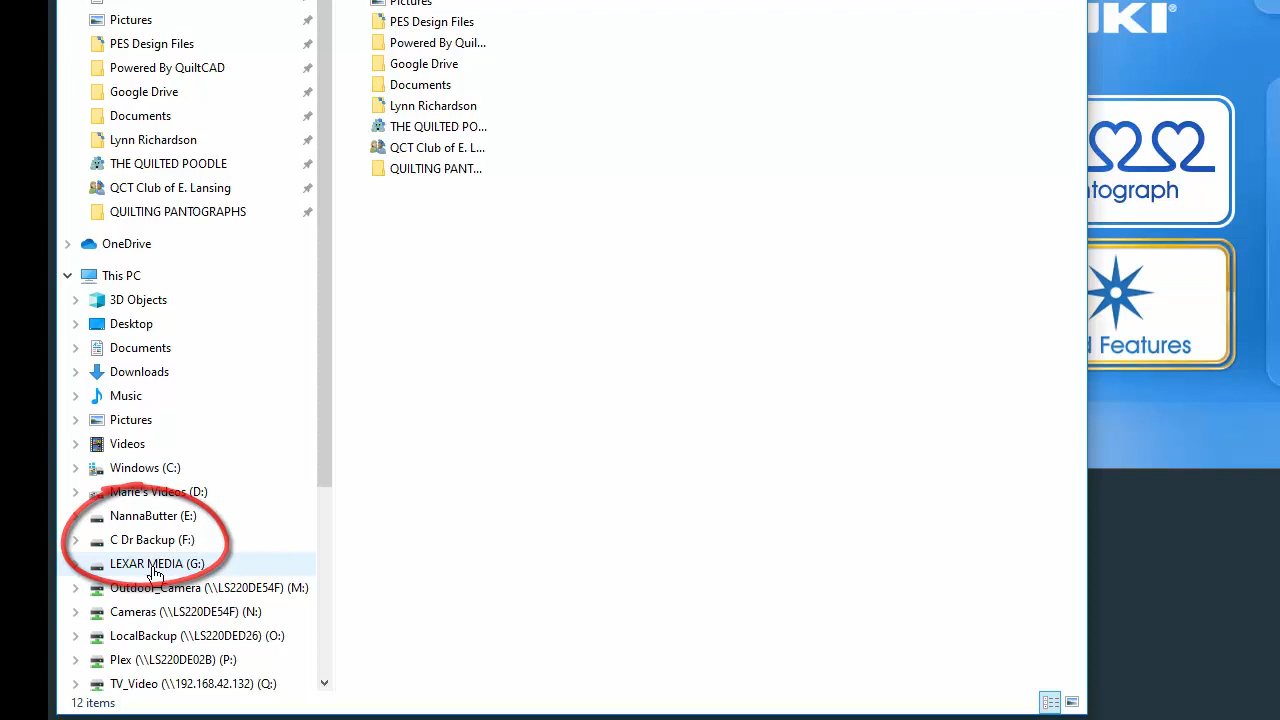 Pictures
PES Design Files
Powered By QuiltCAD
Google Drive
Documents
Lynn Richardson
THE QUILTED POODLE
QCT Club of E. Lansing
QUILTING PANTOGRAPHS
OneDrive
This PC
3D Objects
Desktop
Documents
Downloads
Music
Pictures
Videos
Windows (C:)
Marie's Videos (D:)
NannaButter (E:)
C Dr Backup (F:)
LEXAR MEDIA (G:)
Outdoor_Camera (\\LS220DE54F) (M:)
Cameras (\\LS220DE54F) (N:)
LocalBackup (\\LS220DED26) (O:)
Plex (\\LS220DE02B) (P:)
TV_Video (\\192.168.42.132) (Q:)
12 items
Pictures
PES Design Files
Powered By Quil...
Google Drive
Documents
Lynn Richardson
THE QUILTED PO...
QCT Club of E. L...
QUILTING PANT...
UKI®
ntograph
d Features